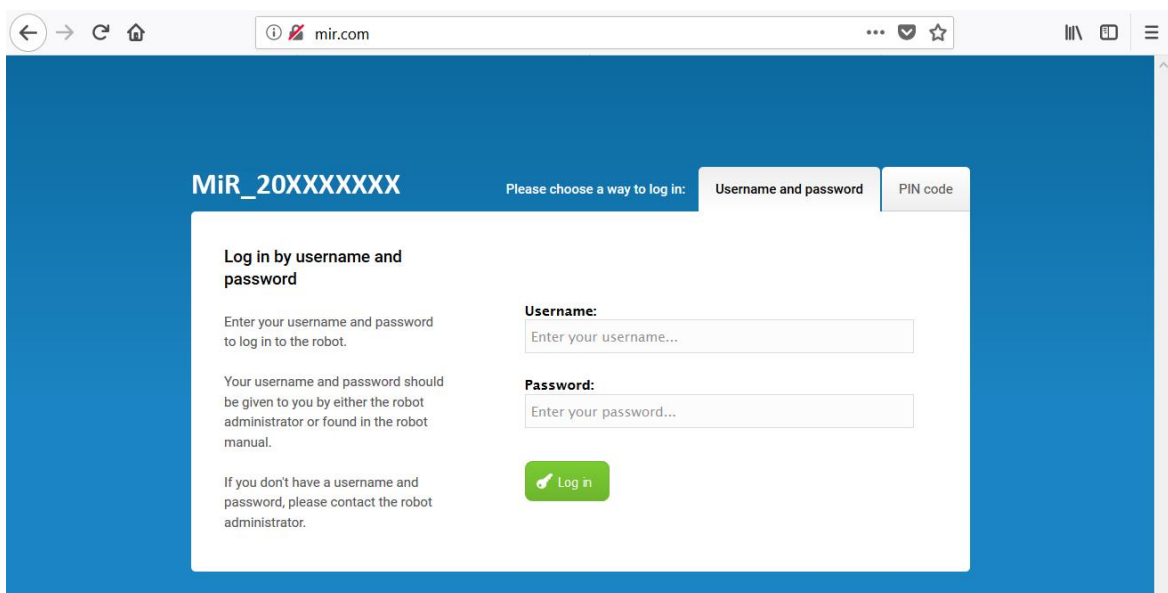 mir.com
MiR_20XXXXXXX
Please choose a way to log in:
Username and password
PIN code
Log in by username and
password
Enter your username and password
to log in to the robot.
Your username and password should
be given to you by either the robot
administrator or found in the robot
manual.
If you don't have a username and
password, please contact the robot
administrator.
Username:
Enter your username...
Password:
Enter your password...
Log in